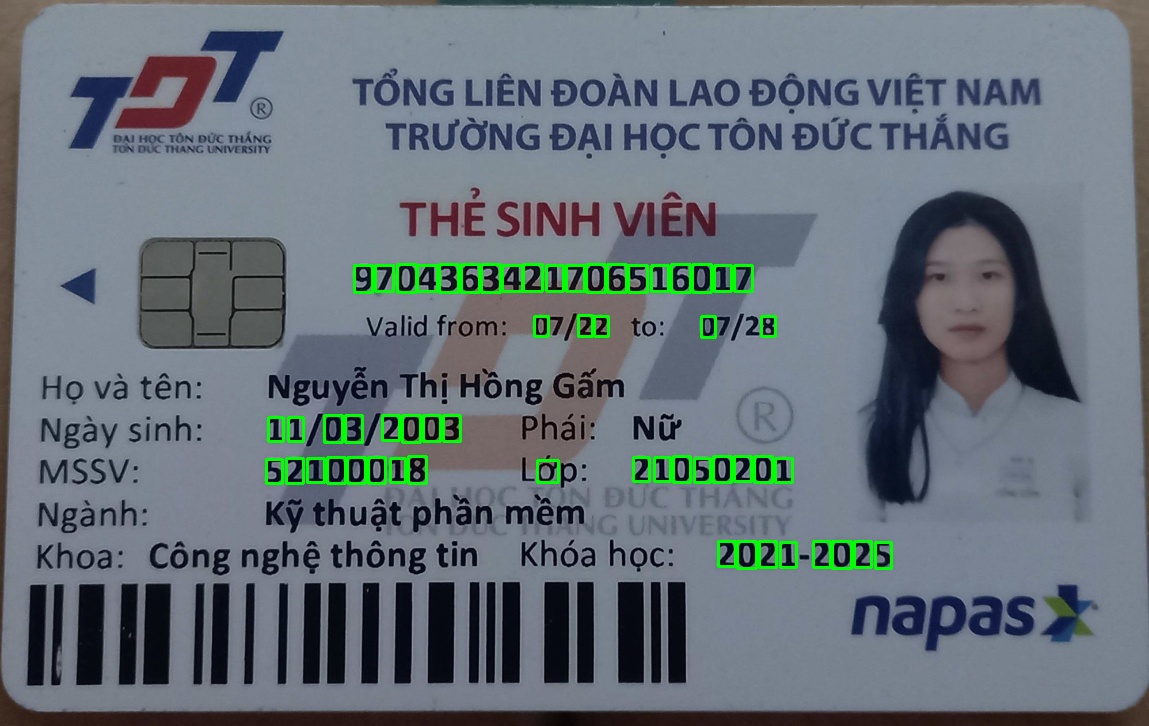 TDT®
ĐẠI HỌC TÔN ĐỨC THẮNG
TON DUC THANG UNIVERSITY
TỔNG LIÊN ĐOÀN LAO ĐỘNG VIỆT NAM
TRƯỜNG ĐẠI HỌC TÔN ĐỨC THẮNG
THẺ SINH VIÊN
9704363421706516017
Valid from: 07/22 to: 07/28
Họ và tên: Nguyễn Thị Hồng Gấm
Ngày sinh: 11/03/2003 Phái: Nữ
MSSV: 52100018 Lớp: 21050201
Ngành: Kỹ thuật phần mềm
Khoa: Công nghệ thông tin Khóa học: 2021-2025
TDT®
ĐẠI HỌC TÔN ĐỨC THẮNG
TON DUC THANG UNIVERSITY
napas